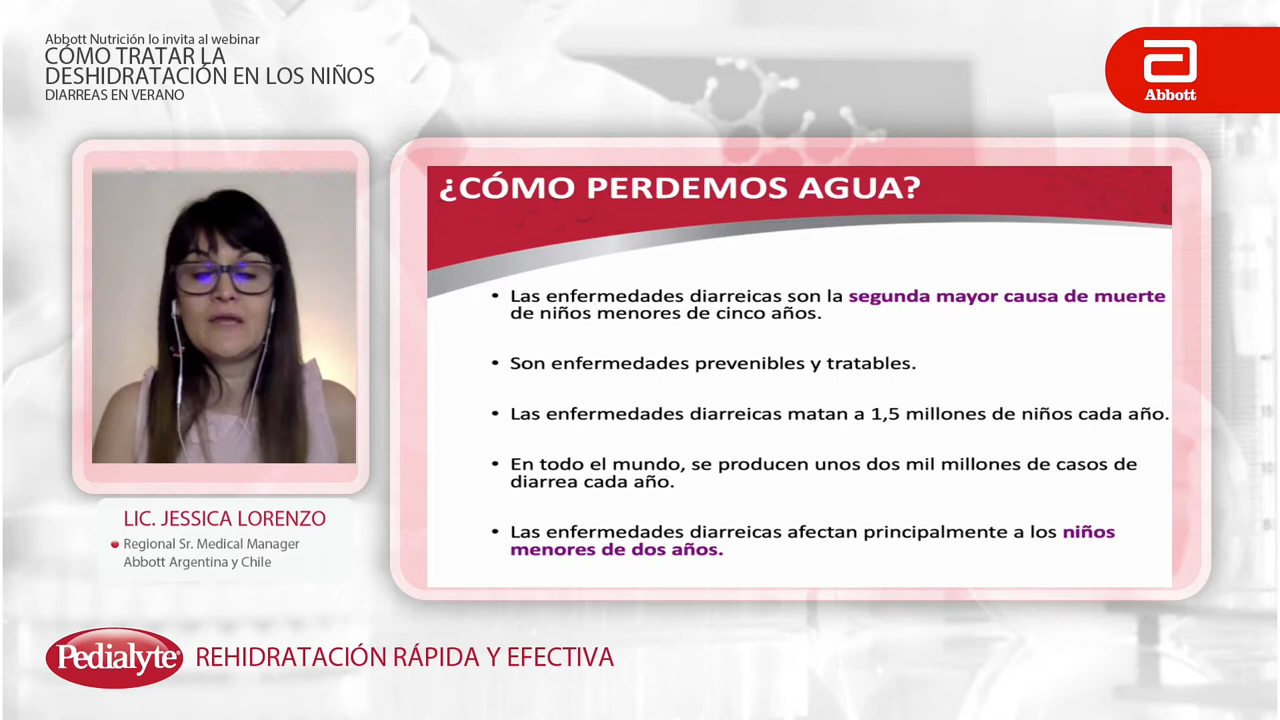 Abbott Nutrición lo invita al webinar
CÓMO TRATAR LA
DESHIDRATACIÓN EN LOS NIÑOS
DIARREAS EN VERANO
Abbott
¿CÓMO PERDEMOS AGUA?
• Las enfermedades diarreicas son la segunda mayor causa de muerte
de niños menores de cinco años.
• Son enfermedades prevenibles y tratables.
• Las enfermedades diarreicas matan a 1,5 millones de niños cada año.
• En todo el mundo, se producen unos dos mil millones de casos de
diarrea cada año.
• Las enfermedades diarreicas afectan principalmente a los niños
menores de dos años.
LIC. JESSICA LORENZO
Regional Sr. Medical Manager
Abbott Argentina y Chile
Pedialyte®
REHIDRATACIÓN RÁPIDA Y EFECTIVA